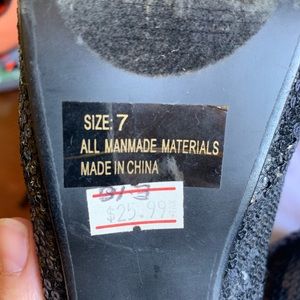 SIZE: 7
ALL MANMADE MATERIALS
MADE IN CHINA
$25.99